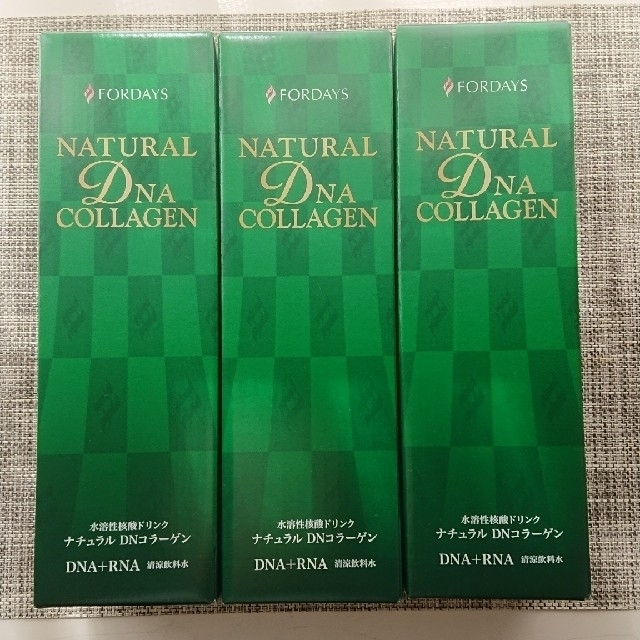 FORDAYS
NATURAL
DNA
COLLAGEN
水溶性核酸ドリンク
ナチュラル DNコラーゲン
DNA+RNA 清涼飲料水
FORDAYS
NATURAL
DNA
COLLAGEN
水溶性核酸ドリンク
ナチュラル DNコラーゲン
DNA+RNA 清涼飲料水
FORDAYS
NATURAL
DNA
COLLAGEN
水溶性核酸ドリンク
ナチュラル DNコラーゲン
DNA+RNA 清涼飲料水